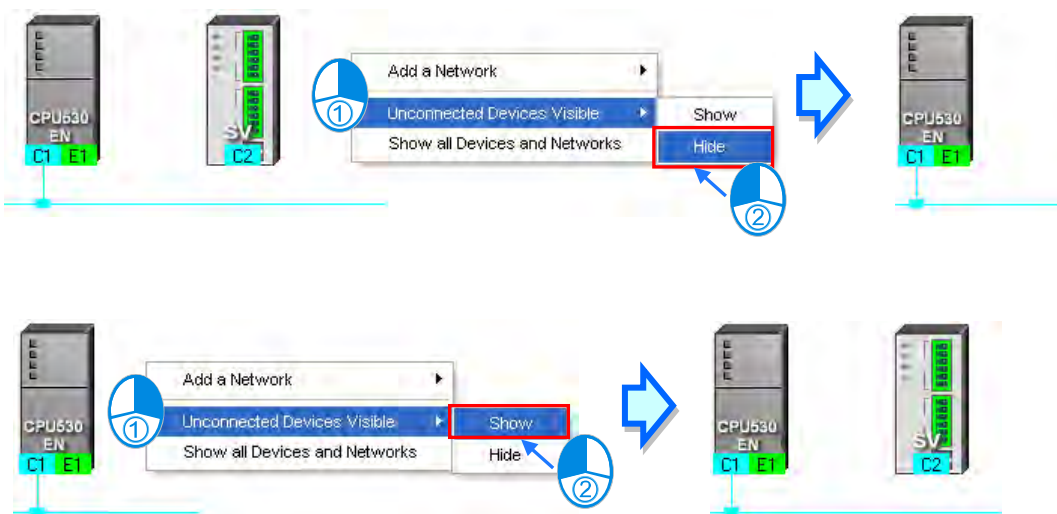 CPU530
EN
C1 E1
SV
C2
Add a Network
Unconnected Devices Visible
Show all Devices and Networks
Show
Hide
①
②
CPU530
EN
C1 E1
CPU530
EN
C1 E1
Add a Network
Unconnected Devices Visible
Show all Devices and Networks
Show
Hide
①
②
CPU530
EN
C1 E1
SV
C2